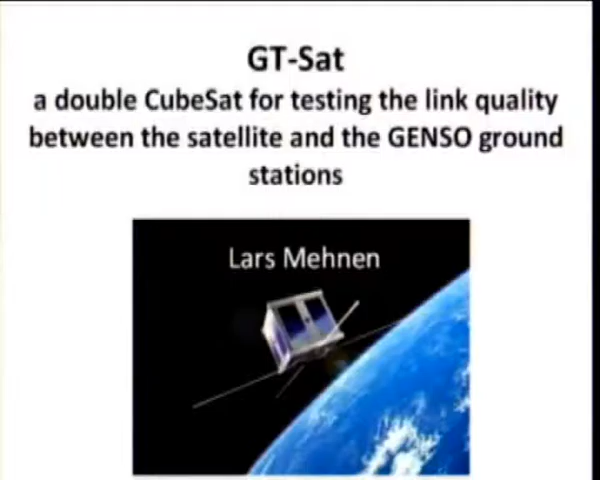 GT-Sat
a double CubeSat for testing the link quality
between the satellite and the GENSO ground
stations
Lars Mehnen